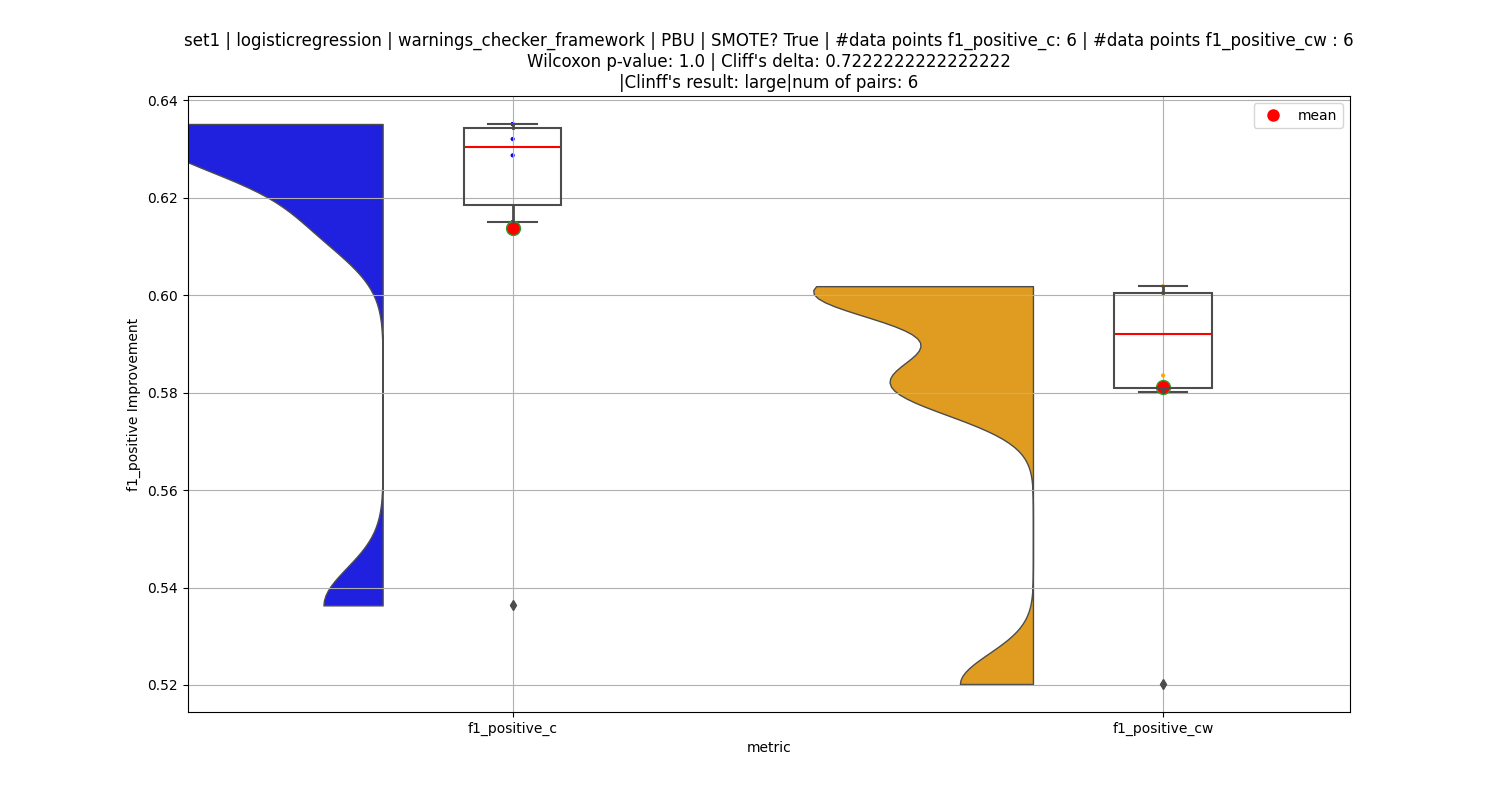 set1 | logisticregression | warnings_checker_framework | PBU | SMOTE? True | #data points f1_positive_c: 6 | #data points f1_positive_cw : 6
Wilcoxon p-value: 1.0 | Cliff's delta: 0.7222222222222222
|Clinff's result: large|num of pairs: 6
mean
0.64
0.62
0.60
0.58
0.56
0.54
0.52
f1_positive Improvement
f1_positive_c
f1_positive_cw
metric